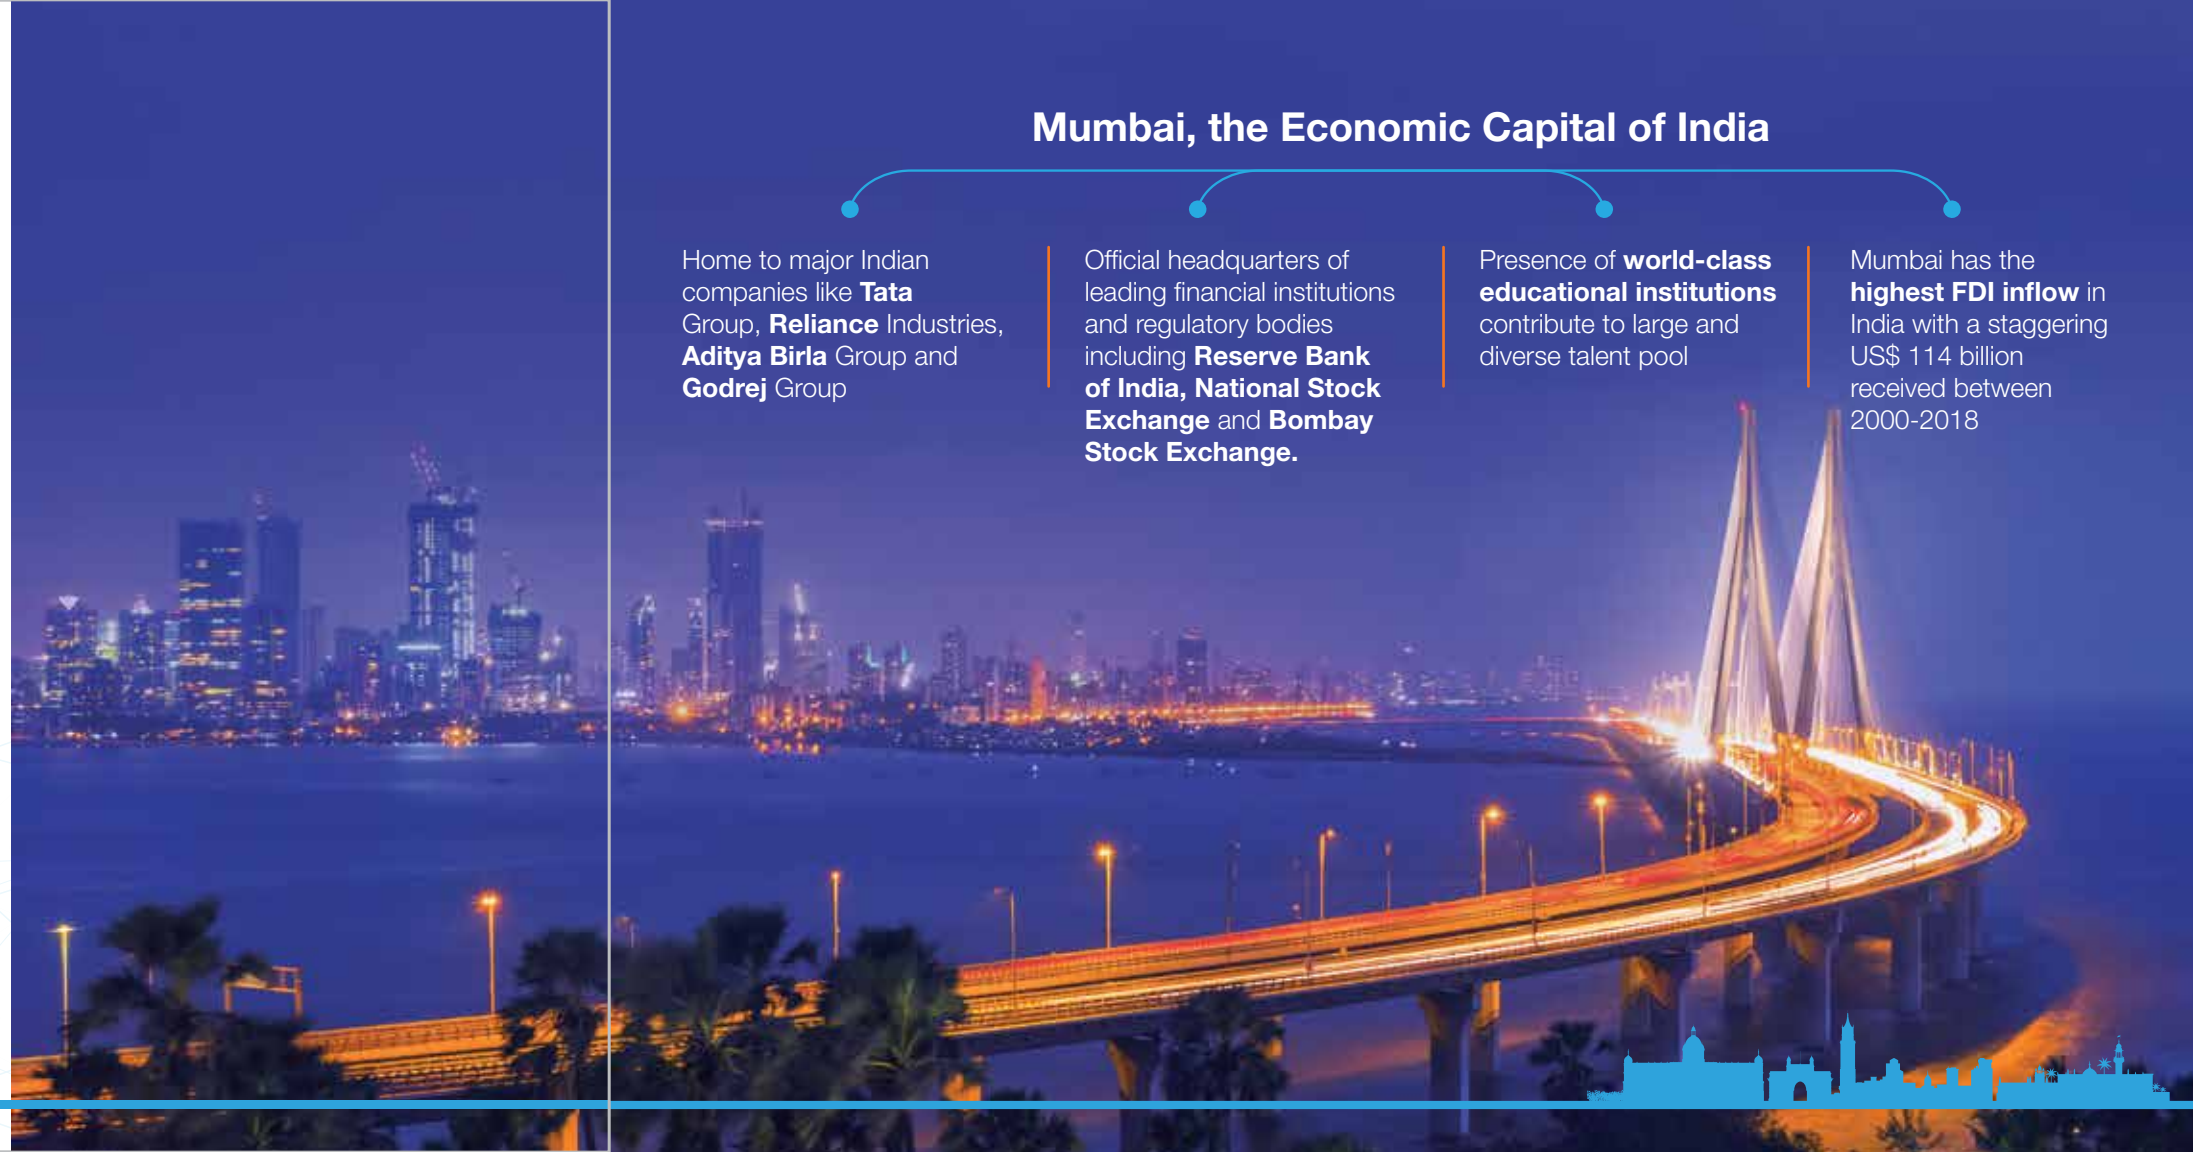 Mumbai, the Economic Capital of India
Home to major Indian
companies like Tata
Group, Reliance Industries,
Aditya Birla Group and
Godrej Group
Official headquarters of
leading financial institutions
and regulatory bodies
including Reserve Bank
of India, National Stock
Exchange and Bombay
Stock Exchange.
Presence of world-class
educational institutions
contribute to large and
diverse talent pool
Mumbai has the
highest FDI inflow in
India with a staggering
US$ 114 billion
received between
2000-2018